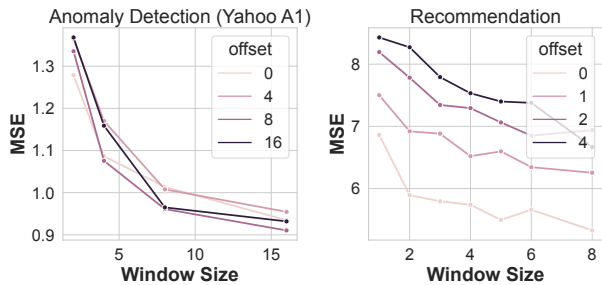 Anomaly Detection (Yahoo A1)
MSE
1.3
1.2
1.1
1.0
0.9
offset
0
4
8
16
5
10
15
Window Size
Recommendation
MSE
8
7
6
offset
0
1
2
4
2
4
6
8
Window Size